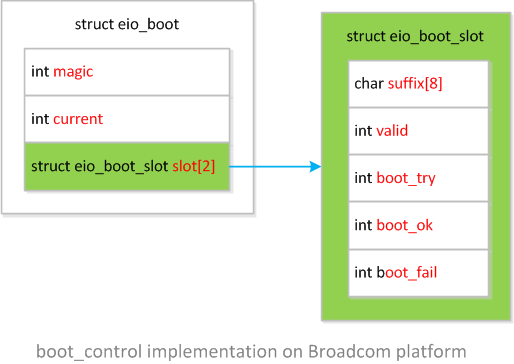 struct eio_boot
int magic
int current
struct eio_boot_slot slot[2]
struct eio_boot_slot
char suffix[8]
int valid
int boot_try
int boot_ok
int boot_fail
boot_control implementation on Broadcom platform